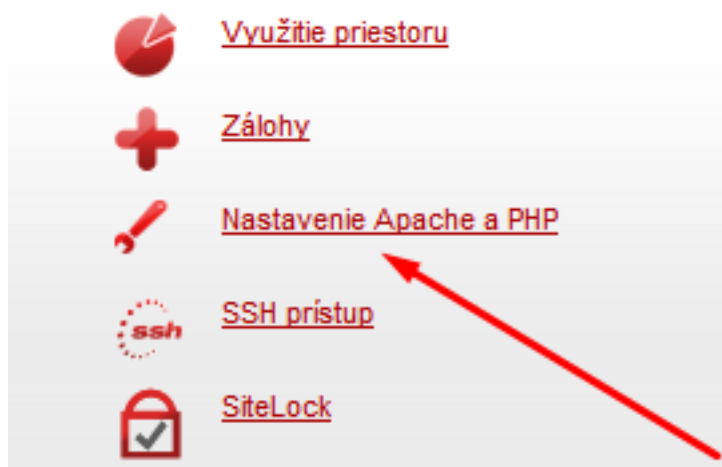 Využitie priestoru
Zálohy
Nastavenie Apache a PHP
SSH prístup
ssh
SiteLock